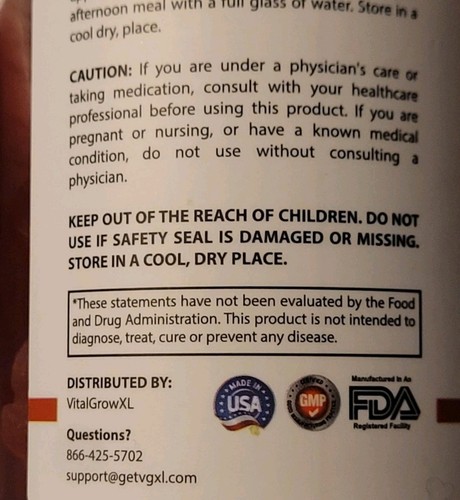 afternoon meal with a full glass of water. Store in a
cool dry, place.
CAUTION: If you are under a physician's care or
taking medication, consult with your healthcare
professional before using this product. If you are
pregnant or nursing, or have a known medical
condition, do not use without consulting a
physician.
KEEP OUT OF THE REACH OF CHILDREN. DO NOT
USE IF SAFETY SEAL IS DAMAGED OR MISSING.
STORE IN A COOL, DRY PLACE.
*These statements have not been evaluated by the Food
and Drug Administration. This product is not intended to
diagnose, treat, cure or prevent any disease.
DISTRIBUTED BY:
VitalGrowXL
MADE IN
USA
GMP
Manufactured In An
FDA
Registered Facility
Questions?
866-425-5702
support@getvgxl.com